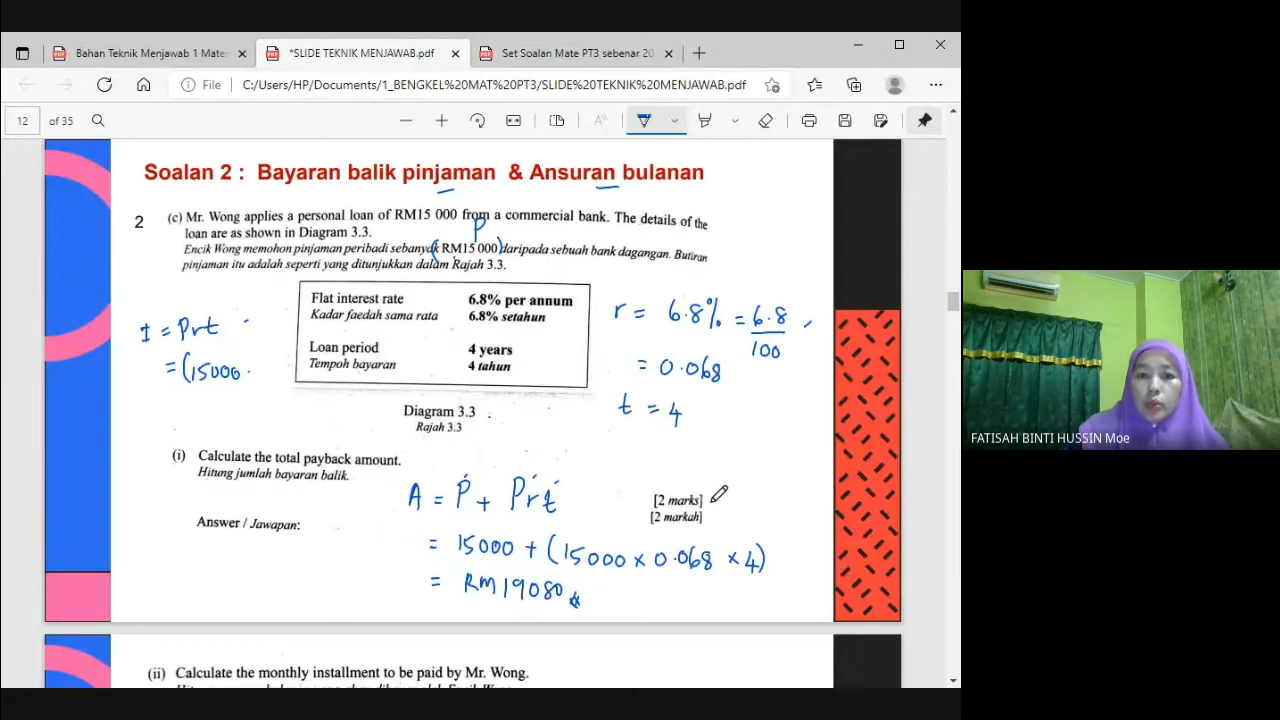 Bahan Teknik Menjawab 1 Mate
*SLIDE TEKNIK MENJAWAB.pdf
Set Soalan Mate PT3 sebenar 20
File
C:/Users/HP/Documents/1_BENGKEL%20MAT%20PT3/SLIDE%20TEKNIK%20MENJAWAB.pdf
12 of 35
Soalan 2 : Bayaran balik pinjaman & Ansuran bulanan
2 (c) Mr. Wong applies a personal loan of RM15 000 from a commercial bank. The details of the
loan are as shown in Diagram 3.3.
P
Encik Wong memohon pinjaman peribadi sebanyak (RM15 000) daripada sebuah bank dagangan. Butiran
pinjaman itu adalah seperti yang ditunjukkan dalam Rajah 3.3.
Flat interest rate 6.8% per annum
Kadar faedah sama rata 6.8% setahun
Loan period 4 years
Tempoh bayaran 4 tahun
I = Prt
= (15000
r = 6.8% = 6.8/100
= 0.068
t = 4
Diagram 3.3
Rajah 3.3
(i) Calculate the total payback amount.
Hitung jumlah bayaran balik.
[2 marks]
[2 markah]
Answer / Jawapan:
A = P + Prt
= 15000 + (15000 × 0.068 × 4)
= RM19080
(ii) Calculate the monthly installment to be paid by Mr. Wong.
FATISAH BINTI HUSSIN Moe